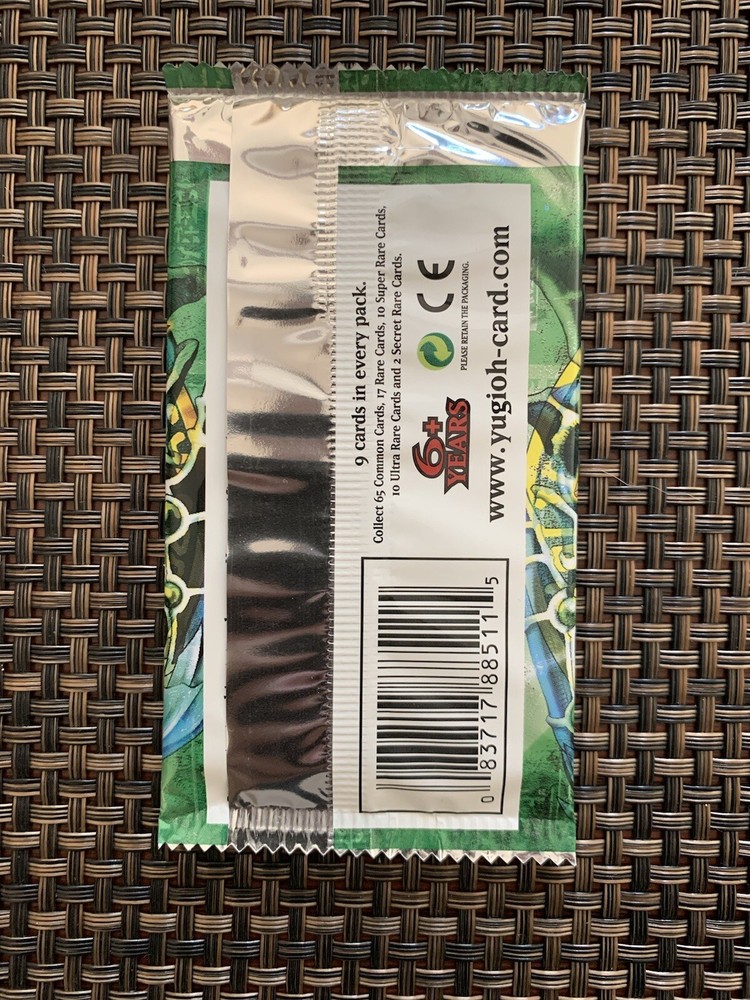 9 cards in every pack.
Collect 65 Common Cards, 17 Rare Cards, 10 Super Rare Cards,
10 Ultra Rare Cards and 2 Secret Rare Cards.
6+
YEARS
CE
PLEASE RETAIN THE PACKAGING.
www.yugioh-card.com
0 83717 88511 5